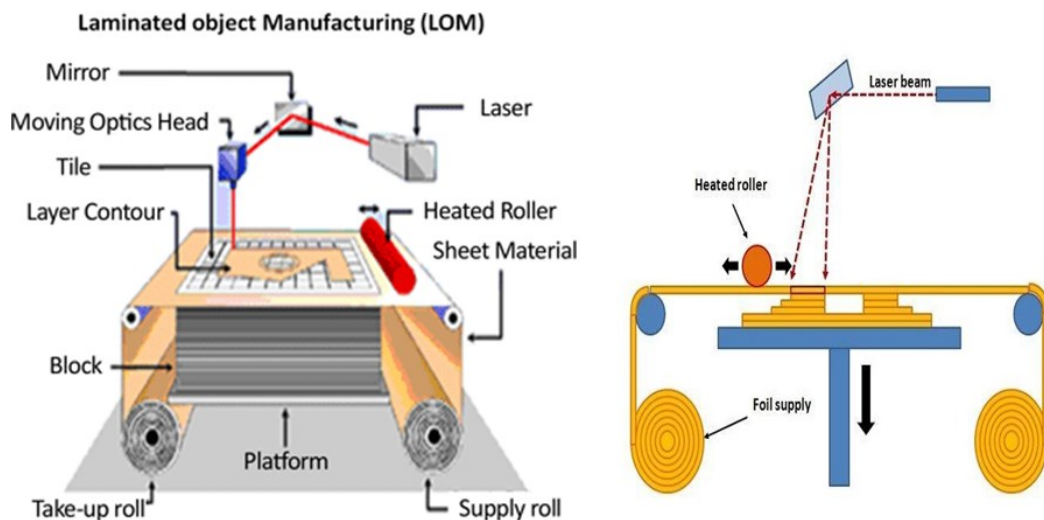 Laminated object Manufacturing (LOM)
Mirror
Moving Optics Head
Laser
Tile
Layer Contour
Heated Roller
Sheet Material
Block
Platform
Take-up roll
Supply roll
Laser beam
Heated roller
Foil supply